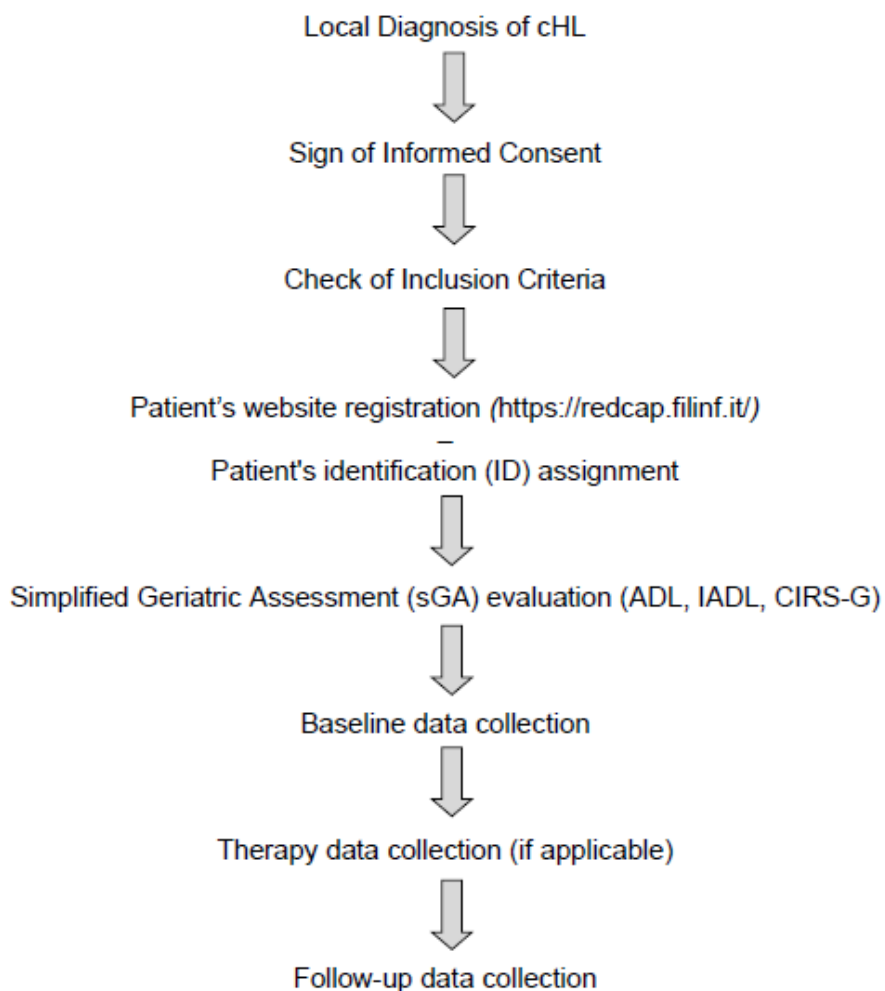 Local Diagnosis of cHL
Sign of Informed Consent
Check of Inclusion Criteria
Patient's website registration (https://redcap.filinf.it/)
–
Patient's identification (ID) assignment
Simplified Geriatric Assessment (sGA) evaluation (ADL, IADL, CIRS-G)
Baseline data collection
Therapy data collection (if applicable)
Follow-up data collection